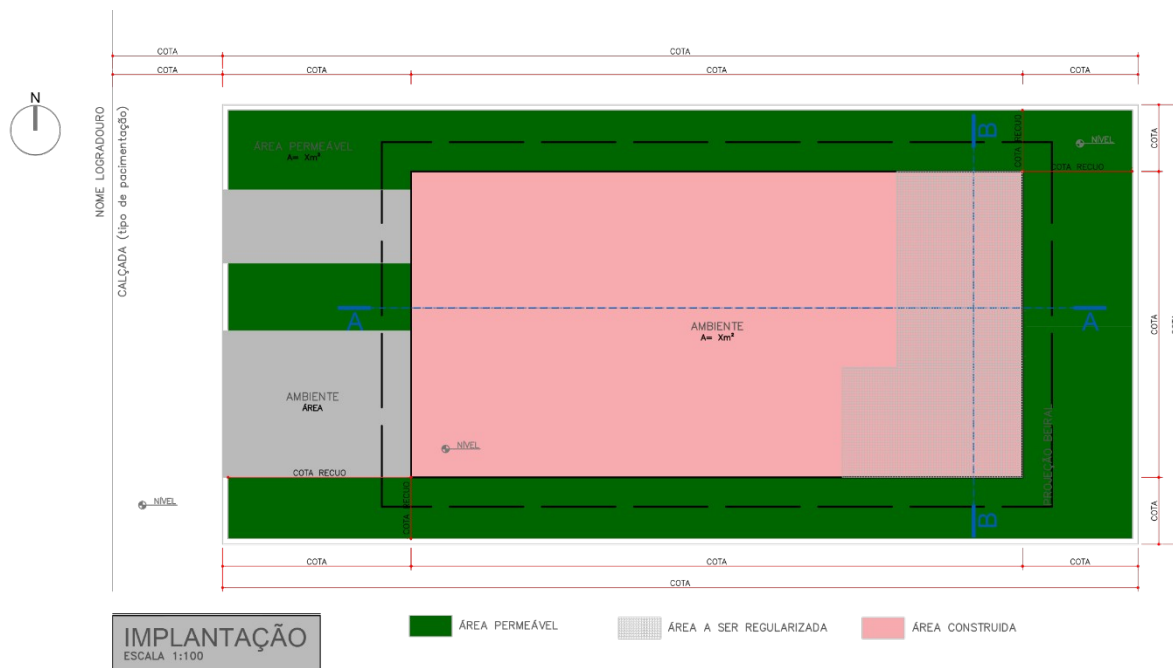 COTA
COTA
COTA
COTA
COTA
COTA
N
NOME LOGRADOURO
CALÇADA (tipo de pacimentação)
ÁREA PERMEÁVEL
A= Xm²
B
COTA RECUO
NÍVEL
COTA RECUO
COTA
A
A
AMBIENTE
A= Xm²
COTA
COTA
AMBIENTE
ÁREA
NÍVEL
PROJEÇÃO BEIRAL
COTA RECUO
COTA RECUO
NÍVEL
B
COTA
COTA
COTA
COTA
COTA
IMPLANTAÇÃO
ESCALA 1:100
ÁREA PERMEÁVEL
ÁREA A SER REGULARIZADA
ÁREA CONSTRUIDA